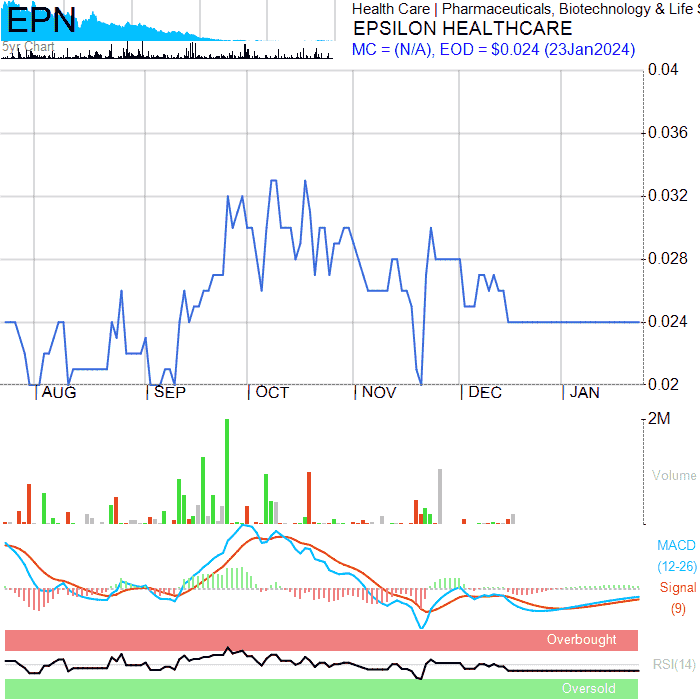 EPN
Health Care | Pharmaceuticals, Biotechnology & Life S
EPSILON HEALTHCARE
5yr Chart
MC = (N/A), EOD = $0.024 (23Jan2024)
0.04
0.036
0.032
0.028
0.024
0.02
AUG SEP OCT NOV DEC JAN
2M
Volume
MACD
(12-26)
Signal
(9)
Overbought
RSI(14)
Oversold